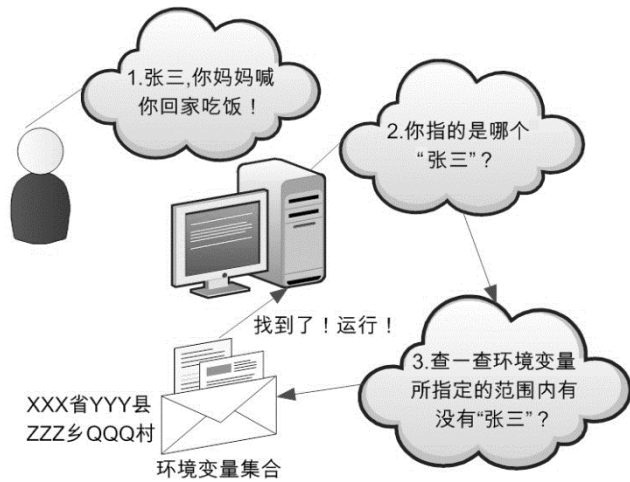 1.张三,你妈妈喊
你回家吃饭！
2.你指的是哪个
“张三”？
3.查一查环境变量
所指定的范围内有
没有“张三”？
找到了！运行！
XXX省YYY县
ZZZ乡QQQ村
环境变量集合